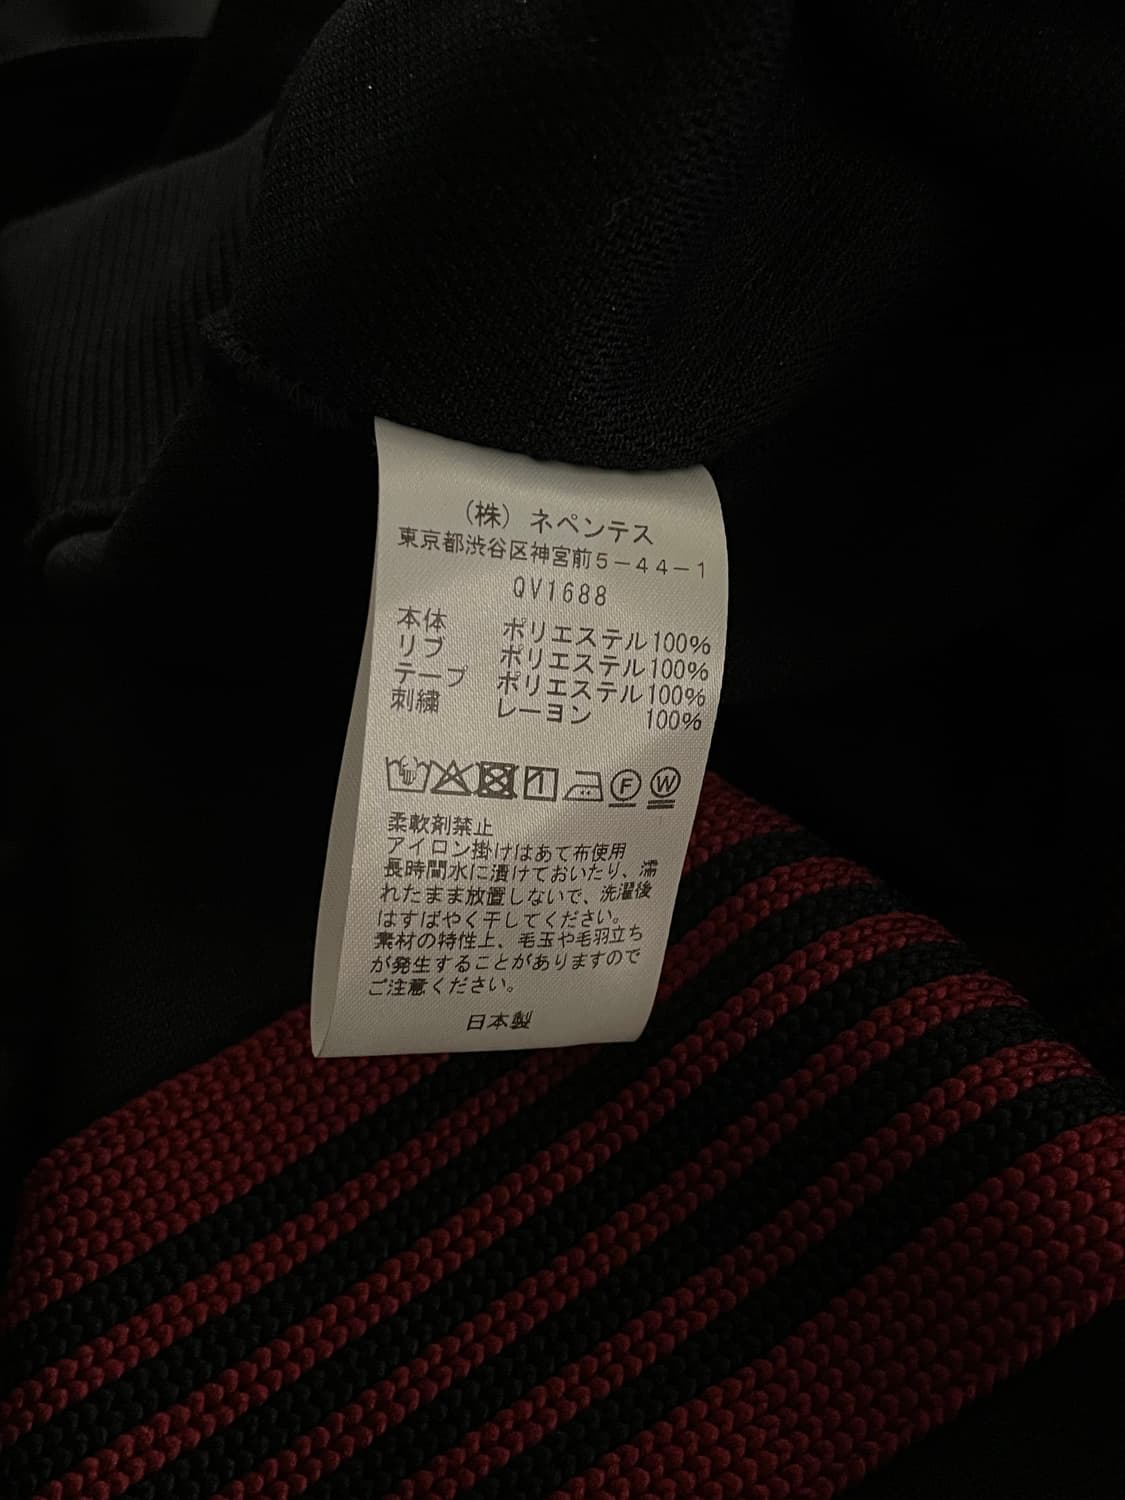 （株）ネペンテス
東京都渋谷区神宮前５－４４－１
QV1688
本体 ポリエステル100%
リブ ポリエステル100%
テープ ポリエステル100%
刺繍 レーヨン 100%
F W
柔軟剤禁止
アイロン掛けはあて布使用
長時間水に漬けておいたり、濡
れたまま放置しないで、洗濯後
はすばやく干してください。
素材の特性上、毛玉や毛羽立ち
が発生することがありますので
ご注意ください。
日本製